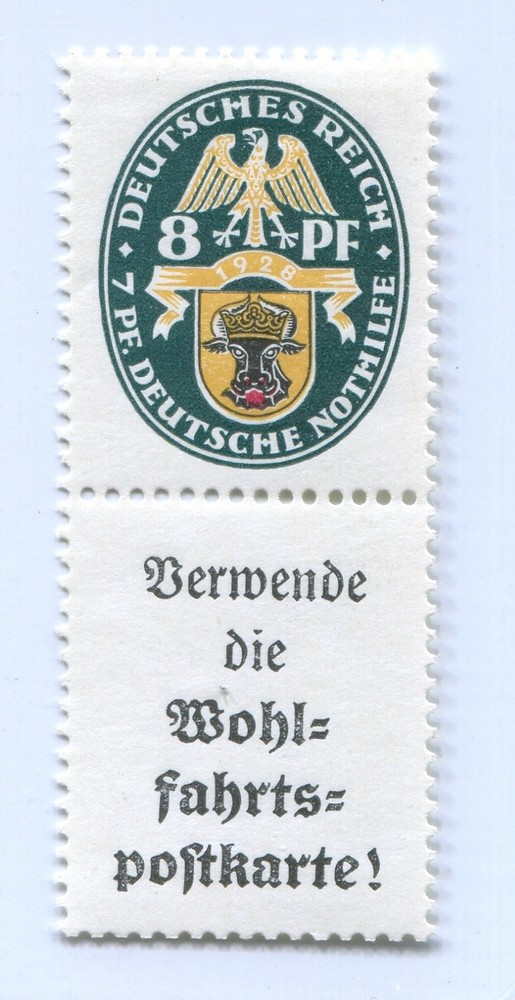 DEUTSCHES REICH
8 PF
1928
7 PF. DEUTSCHE NOTHILFE
Verwende
die
Wohl=
fahrts=
poſtkarte!